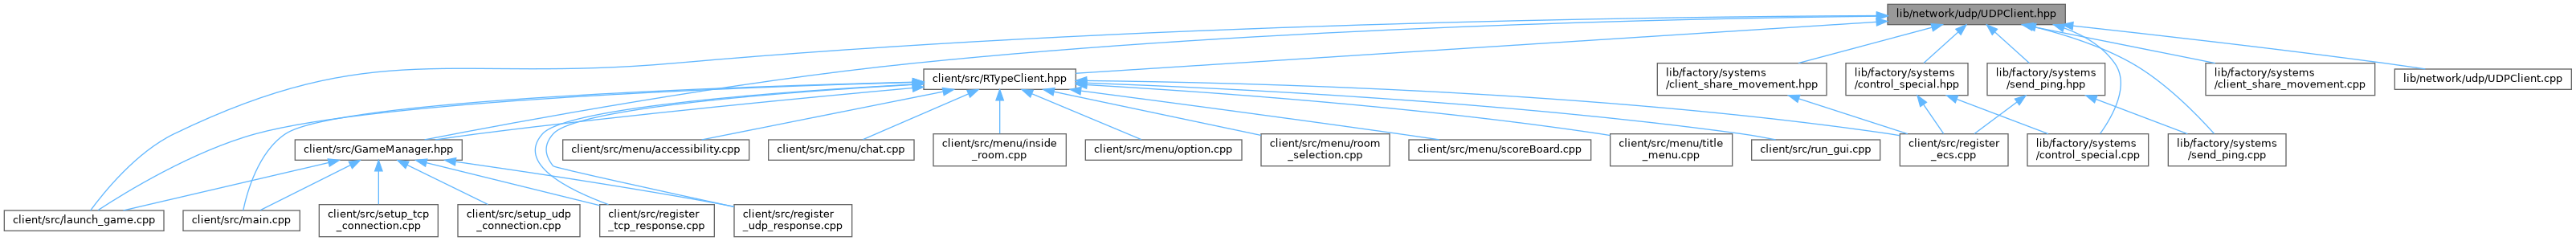 lib/network/udp/UDPClient.hpp
client/src/RTypeClient.hpp
lib/factory/systems
/client_share_movement.hpp
lib/factory/systems
/control_special.hpp
lib/factory/systems
/send_ping.hpp
lib/factory/systems
/client_share_movement.cpp
lib/network/udp/UDPClient.cpp
client/src/GameManager.hpp
client/src/menu/accessibility.cpp
client/src/menu/chat.cpp
client/src/menu/inside
_room.cpp
client/src/menu/option.cpp
client/src/menu/room
_selection.cpp
client/src/menu/scoreBoard.cpp
client/src/menu/title
_menu.cpp
client/src/run_gui.cpp
client/src/register
_ecs.cpp
lib/factory/systems
/control_special.cpp
lib/factory/systems
/send_ping.cpp
client/src/launch_game.cpp
client/src/main.cpp
client/src/setup_tcp
_connection.cpp
client/src/setup_udp
_connection.cpp
client/src/register
_tcp_response.cpp
client/src/register
_udp_response.cpp